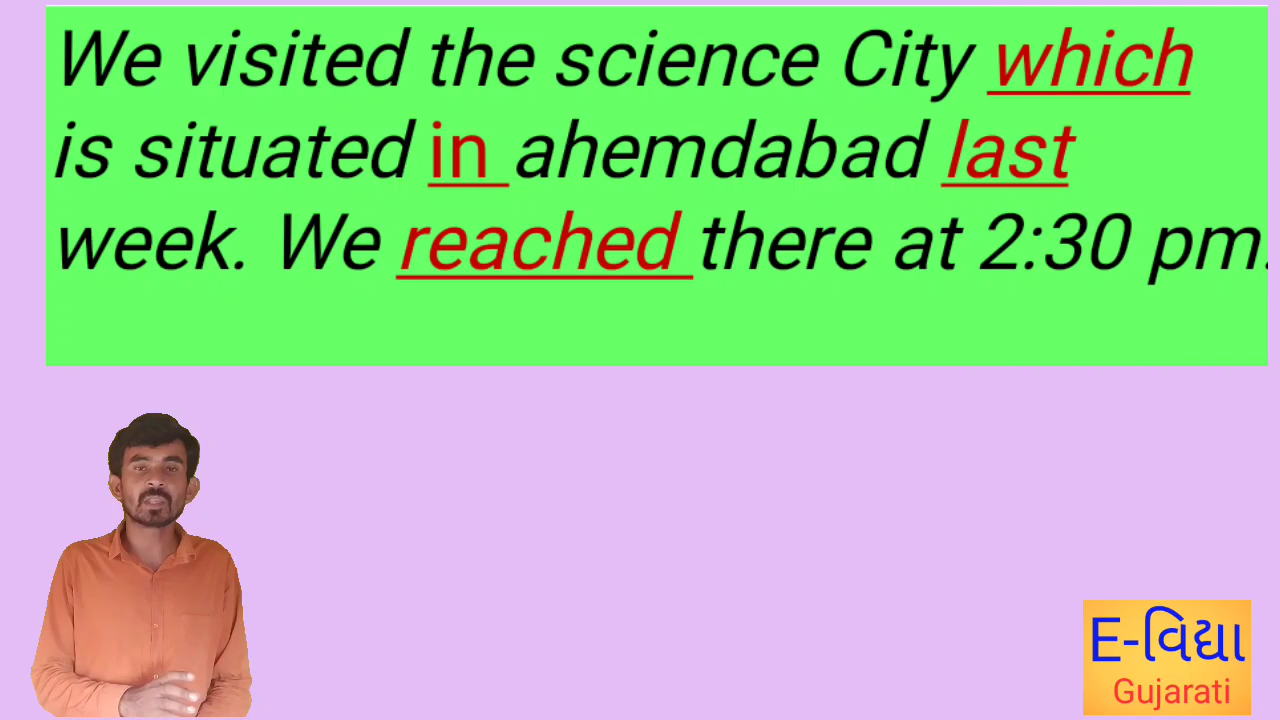 We visited the science City which
is situated in ahemdabad last
week. We reached there at 2:30 pm.
E-વિદ્યા
Gujarati